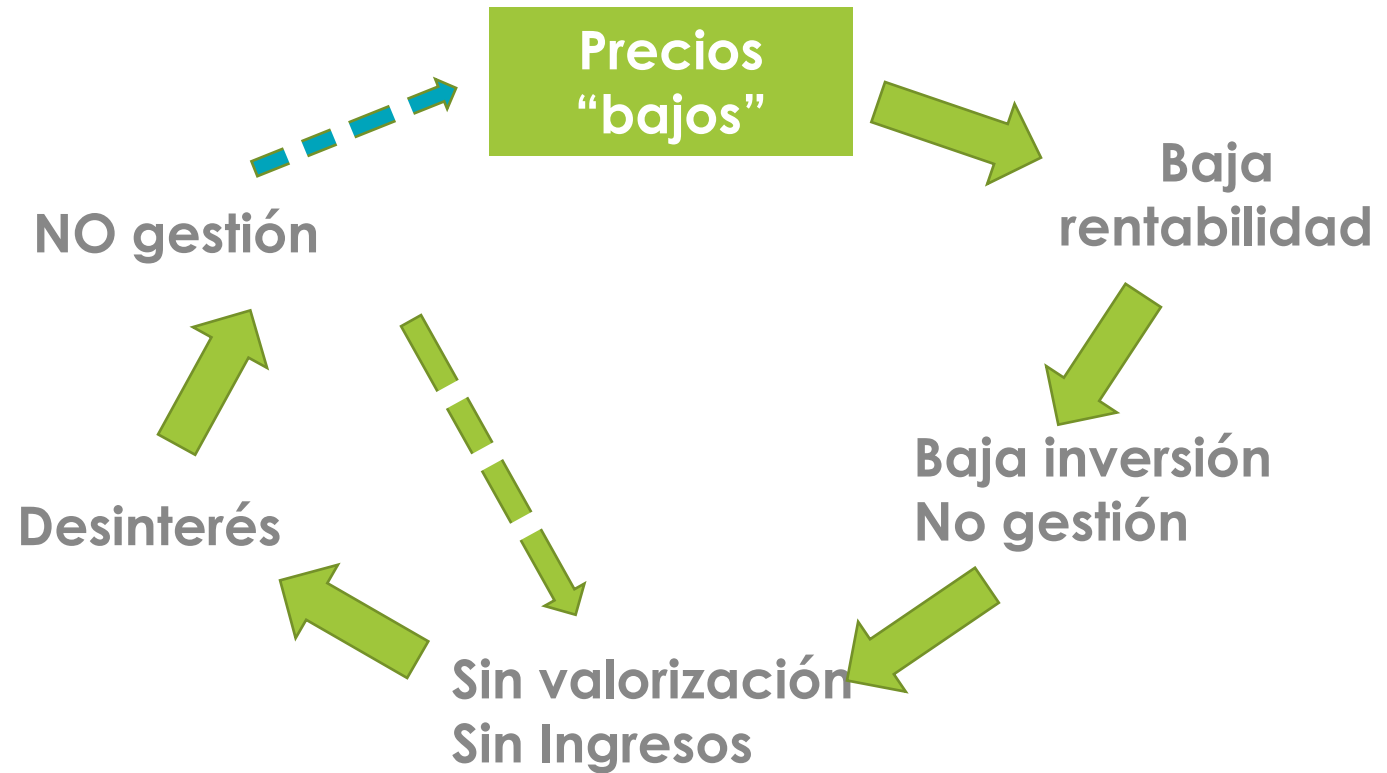 Precios
“bajos”
Baja
rentabilidad
NO gestión
Baja inversión
No gestión
Desinterés
Sin valorización
Sin Ingresos